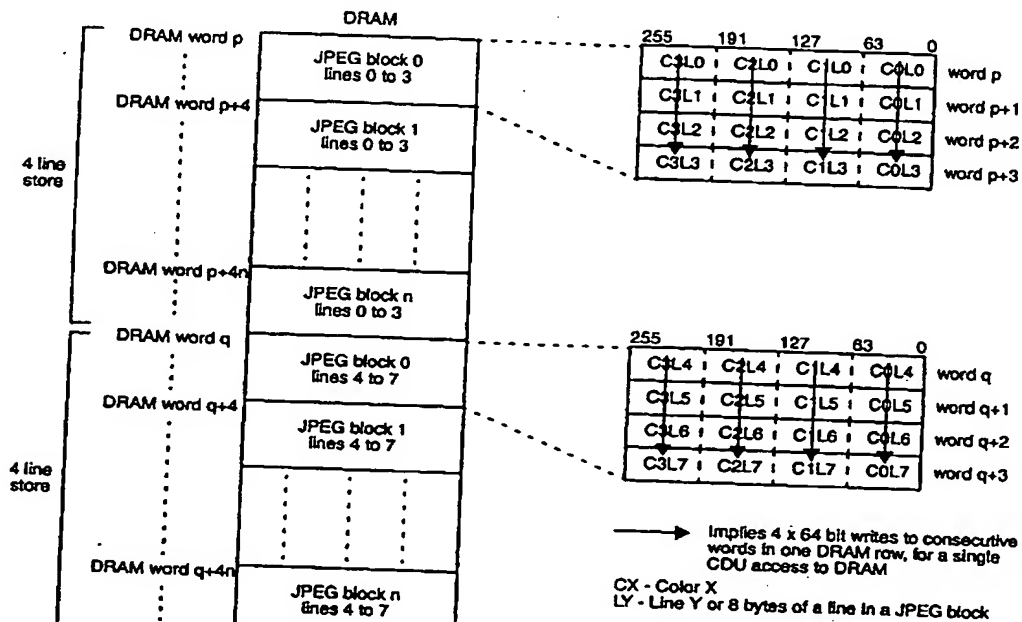 DRAM
DRAM word p
JPEG block 0
lines 0 to 3
DRAM word p+4
JPEG block 1
lines 0 to 3
4 line
store
DRAM word p+4n
JPEG block n
lines 0 to 3
DRAM word q
JPEG block 0
lines 4 to 7
DRAM word q+4
JPEG block 1
lines 4 to 7
4 line
store
DRAM word q+4n
JPEG block n
lines 4 to 7
255 191 127 63 0
C3L0 C2L0 C1L0 C0L0 word p
C3L1 C2L1 C1L1 C0L1 word p+1
C3L2 C2L2 C1L2 C0L2 word p+2
C3L3 C2L3 C1L3 C0L3 word p+3
255 191 127 63 0
C3L4 C2L4 C1L4 C0L4 word q
C3L5 C2L5 C1L5 C0L5 word q+1
C3L6 C2L6 C1L6 C0L6 word q+2
C3L7 C2L7 C1L7 C0L7 word q+3
Implies 4 x 64 bit writes to consecutive
words in one DRAM row, for a single
CDU access to DRAM
CX - Color X
LY - Line Y or 8 bytes of a line in a JPEG block